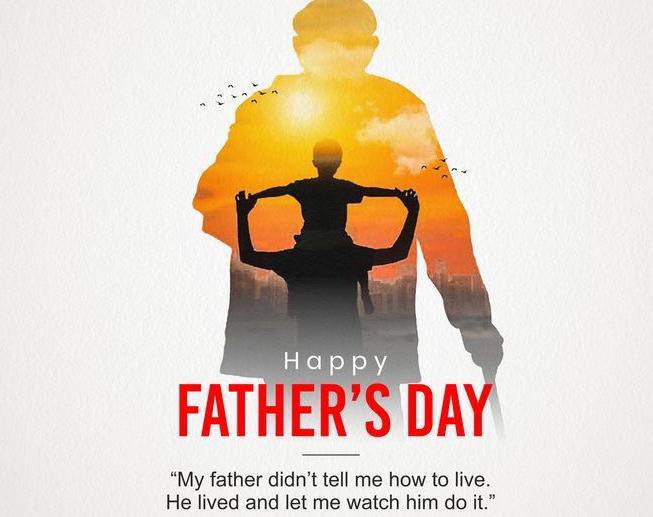 Happy
FATHER’S DAY
“My father didn’t tell me how to live.
He lived and let me watch him do it.”